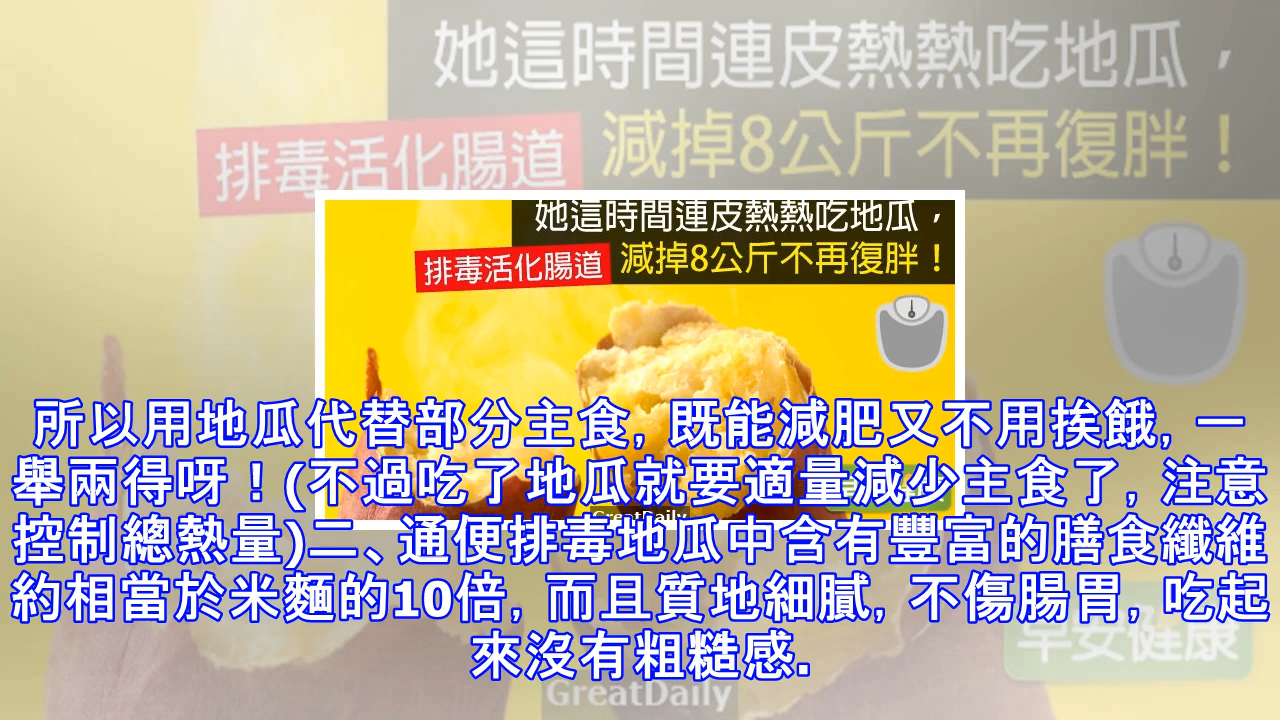 她這時間連皮熱熱吃地瓜，
排毒活化腸道
減掉8公斤不再復胖！
她這時間連皮熱熱吃地瓜，
排毒活化腸道
減掉8公斤不再復胖！
所以用地瓜代替部分主食, 既能減肥又不用挨餓, 一
舉兩得呀！(不過吃了地瓜就要適量減少主食了, 注意
控制總熱量)二、通便排毒地瓜中含有豐富的膳食纖維
約相當於米麵的10倍, 而且質地細膩, 不傷腸胃, 吃起
來沒有粗糙感.
GreatDaily
早安健康
GreatDaily